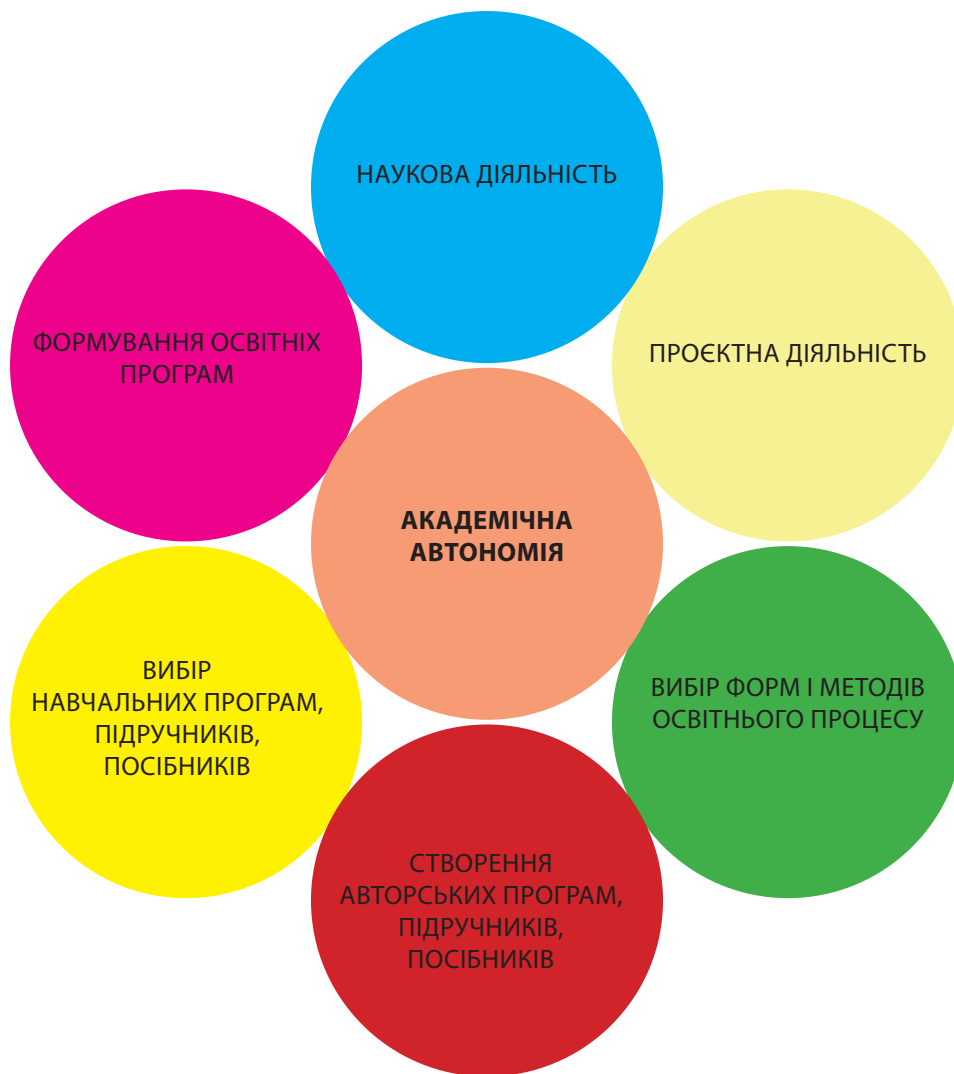 НАУКОВА ДІЯЛЬНІСТЬ
ФОРМУВАННЯ ОСВІТНІХ
ПРОГРАМ
ПРОЄКТНА ДІЯЛЬНІСТЬ
АКАДЕМІЧНА
АВТОНОМІЯ
ВИБІР
НАВЧАЛЬНИХ ПРОГРАМ,
ПІДРУЧНИКІВ,
ПОСІБНИКІВ
ВИБІР ФОРМ І МЕТОДІВ
ОСВІТНЬОГО ПРОЦЕСУ
СТВОРЕННЯ
АВТОРСЬКИХ ПРОГРАМ,
ПІДРУЧНИКІВ,
ПОСІБНИКІВ